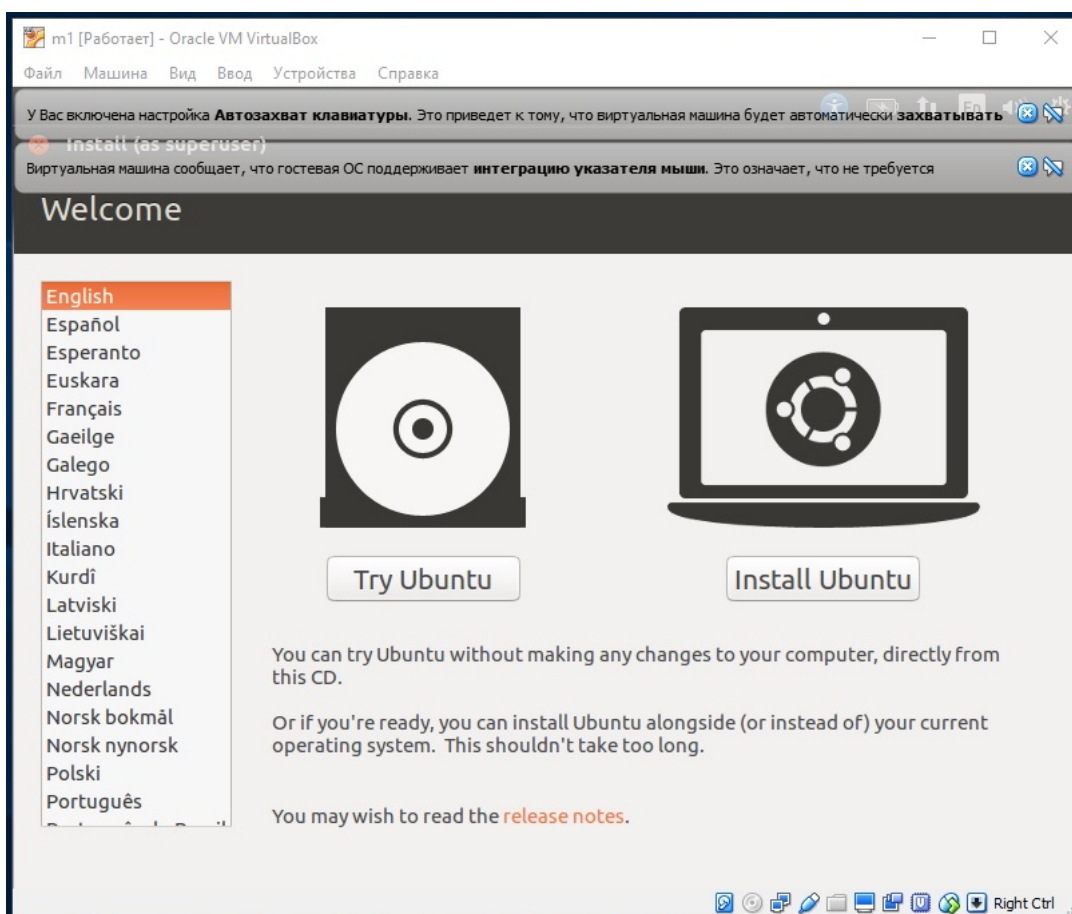 m1 [Работает] - Oracle VM VirtualBox
Файл Машина Вид Ввод Устройства Справка
У Вас включена настройка Автозахват клавиатуры. Это приведет к тому, что виртуальная машина будет автоматически захватывать
En
Install (as superuser)
Виртуальная машина сообщает, что гостевая ОС поддерживает интеграцию указателя мыши. Это означает, что не требуется
Welcome
English
Español
Esperanto
Euskara
Français
Gaeilge
Galego
Hrvatski
Íslenska
Italiano
Kurdî
Latviski
Lietuviškai
Magyar
Nederlands
Norsk bokmål
Norsk nynorsk
Polski
Português
Try Ubuntu
Install Ubuntu
You can try Ubuntu without making any changes to your computer, directly from
this CD.
Or if you're ready, you can install Ubuntu alongside (or instead of) your current
operating system. This shouldn't take too long.
You may wish to read the release notes.
Right Ctrl